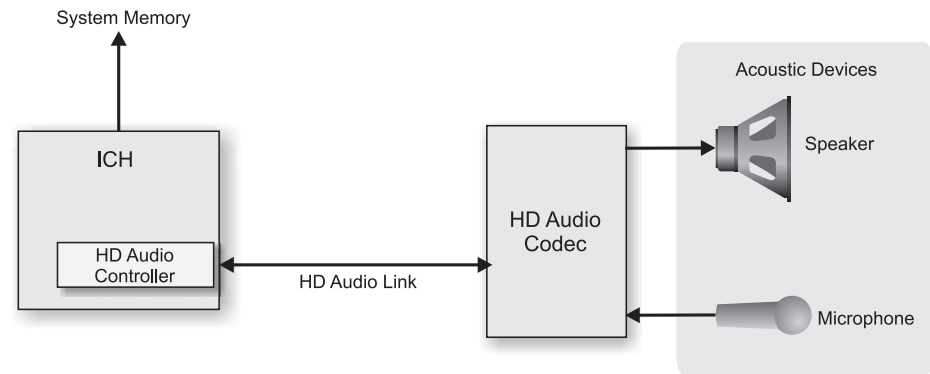 System Memory
ICH
HD Audio
Controller
HD Audio Link
HD Audio
Codec
Acoustic Devices
Speaker
Microphone